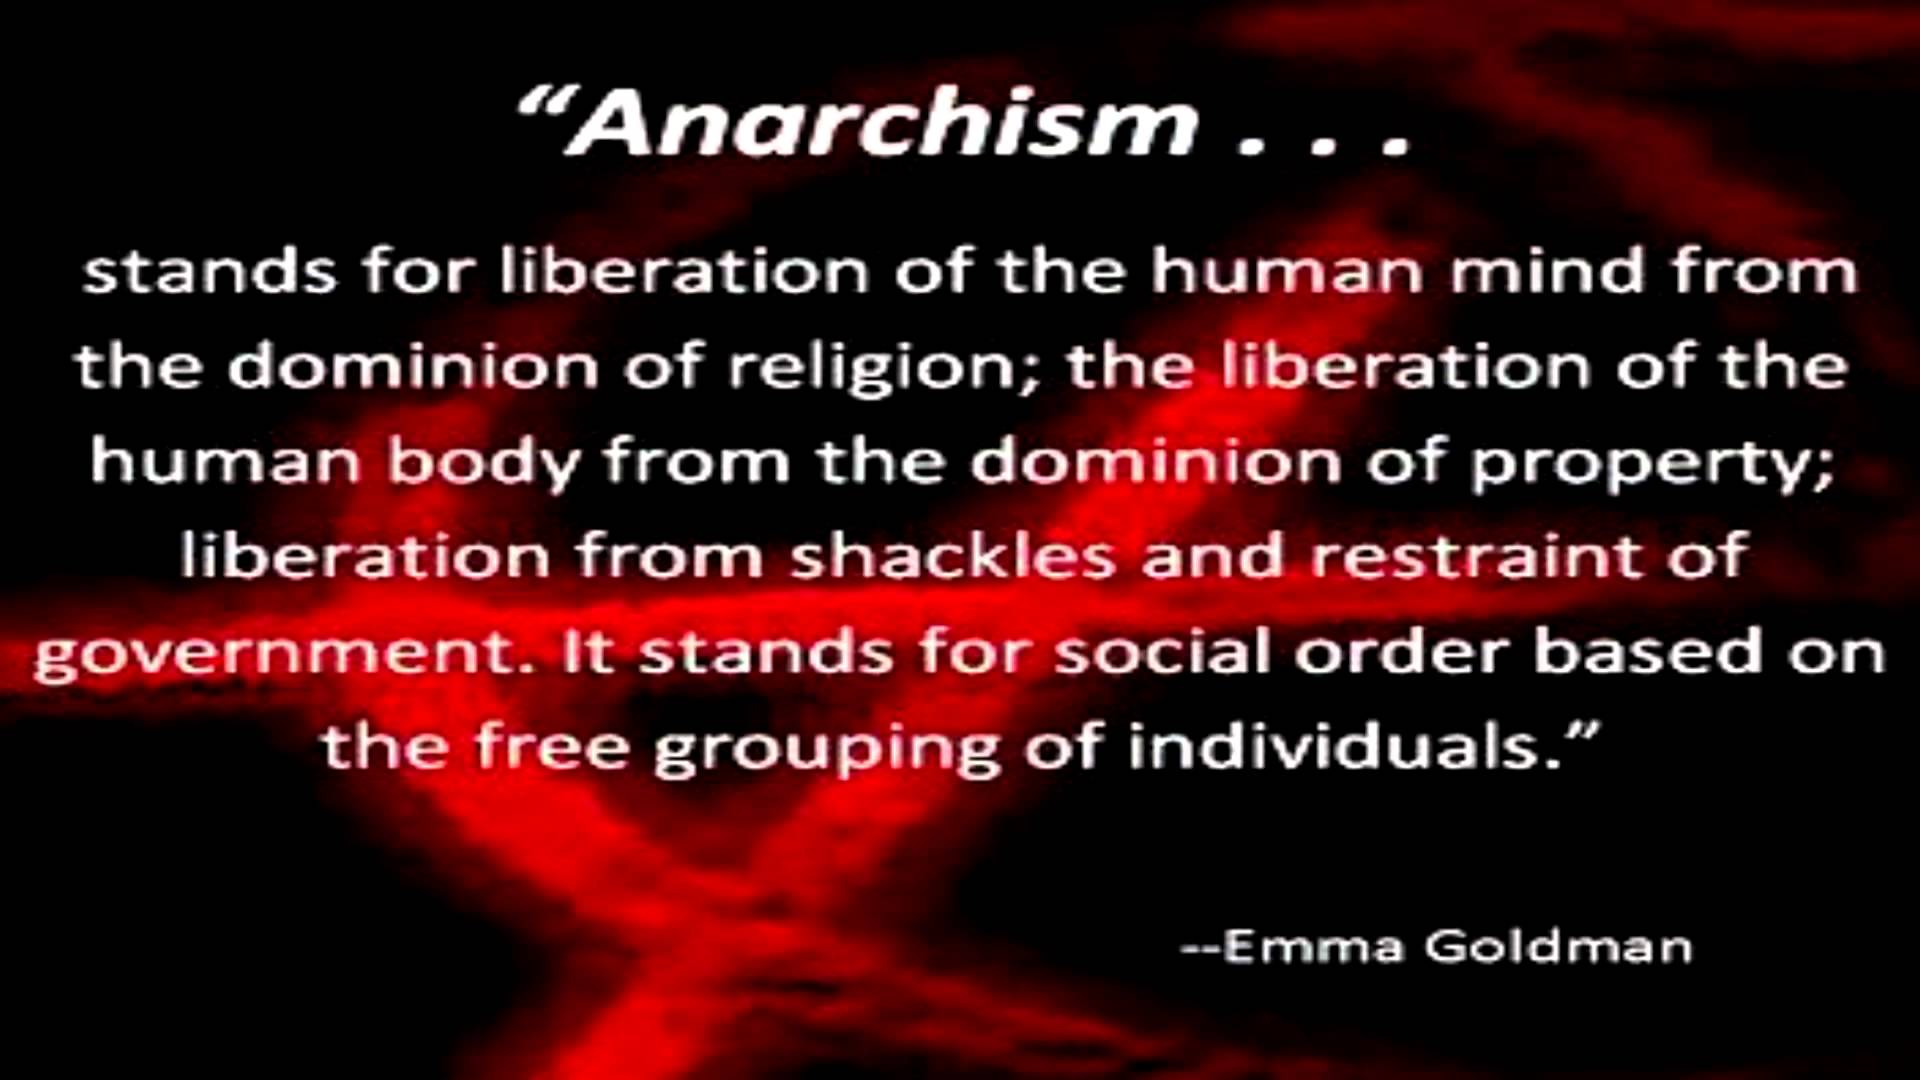 “Anarchism . . .
stands for liberation of the human mind from
the dominion of religion; the liberation of the
human body from the dominion of property;
liberation from shackles and restraint of
government. It stands for social order based on
the free grouping of individuals.”
--Emma Goldman